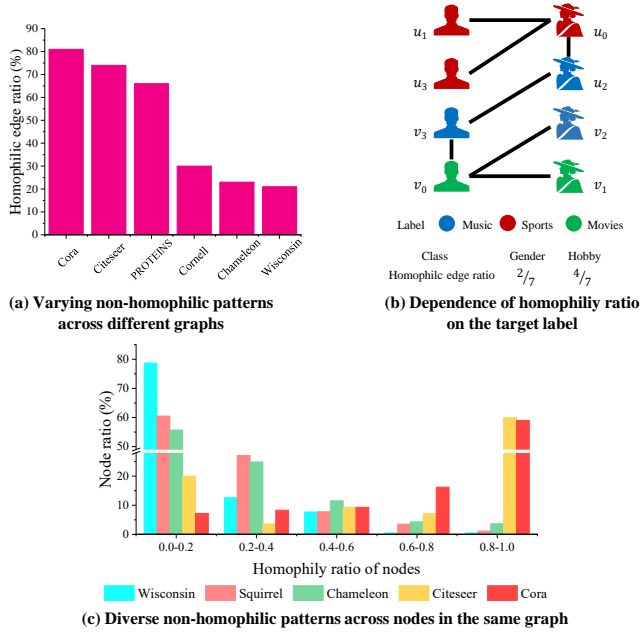 90
80
70
60
50
40
30
20
10
0
Homophilic edge ratio (%)
Cora
Citeseer
PROTEINS
Cornell
Chameleon
Wisconsin
(a) Varying non-homophilic patterns
across different graphs
u1
u0
u3
u2
v3
v2
v0
v1
Label Music Sports Movies
Class Gender Hobby
Homophilc edge ratio 2/7 4/7
(b) Dependence of homophiliy ratio
on the target label
80
70
60
50
20
10
0
Node ratio (%)
0.0-0.2 0.2-0.4 0.4-0.6 0.6-0.8 0.8-1.0
Homophily ratio of nodes
Wisconsin Squirrel Chameleon Citeseer Cora
(c) Diverse non-homophilic patterns across nodes in the same graph